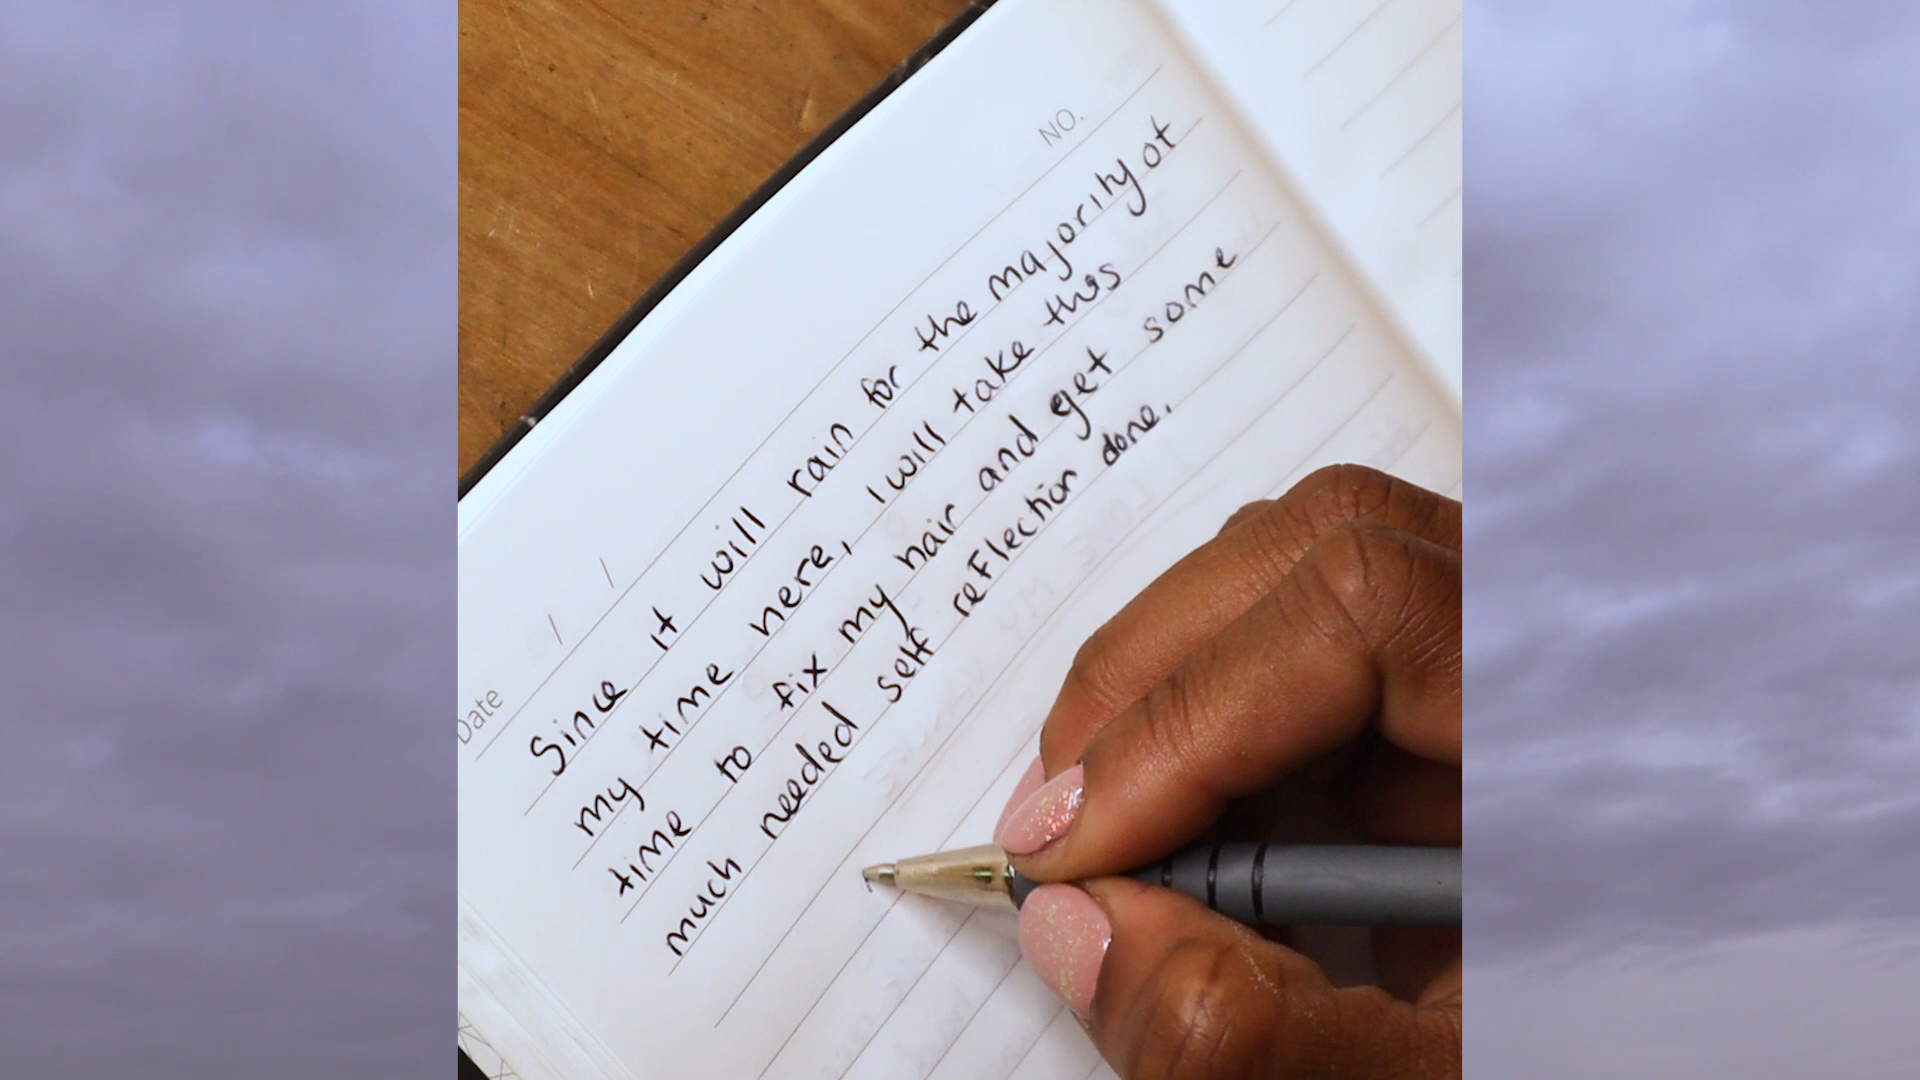 NO.
Date / /
Since it will rain for the majority of
my time here, I will take this
time to fix my hair and get some
much needed self reflection done.